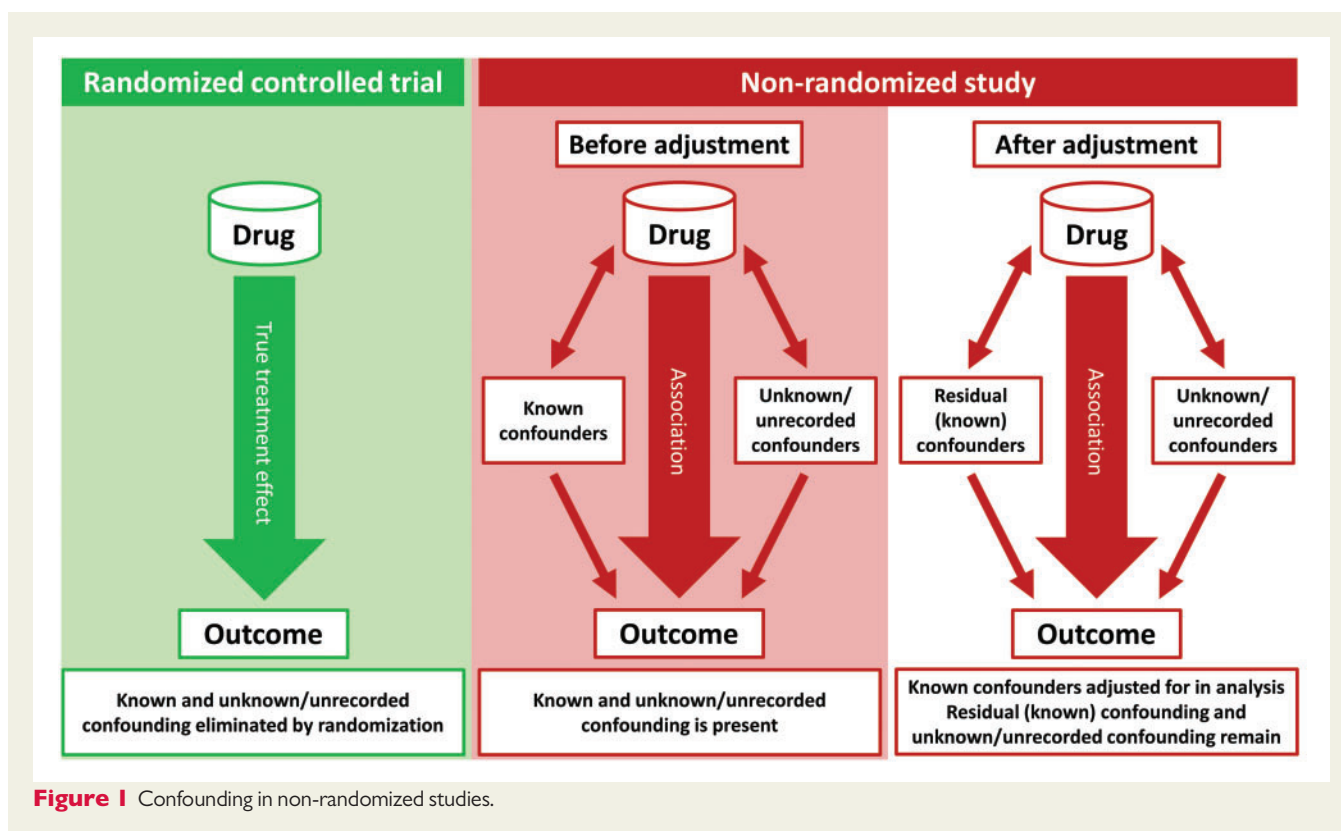 Randomized controlled trial
Non-randomized study
Drug
True treatment effect
Outcome
Known and unknown/unrecorded
confounding eliminated by randomization
Before adjustment
Drug
Known
confounders
Association
Unknown/
unrecorded
confounders
Outcome
Known and unknown/unrecorded
confounding is present
After adjustment
Drug
Residual
(known)
confounders
Association
Unknown/
unrecorded
confounders
Outcome
Known confounders adjusted for in analysis
Residual (known) confounding and
unknown/unrecorded confounding remain
Figure 1 Confounding in non-randomized studies.